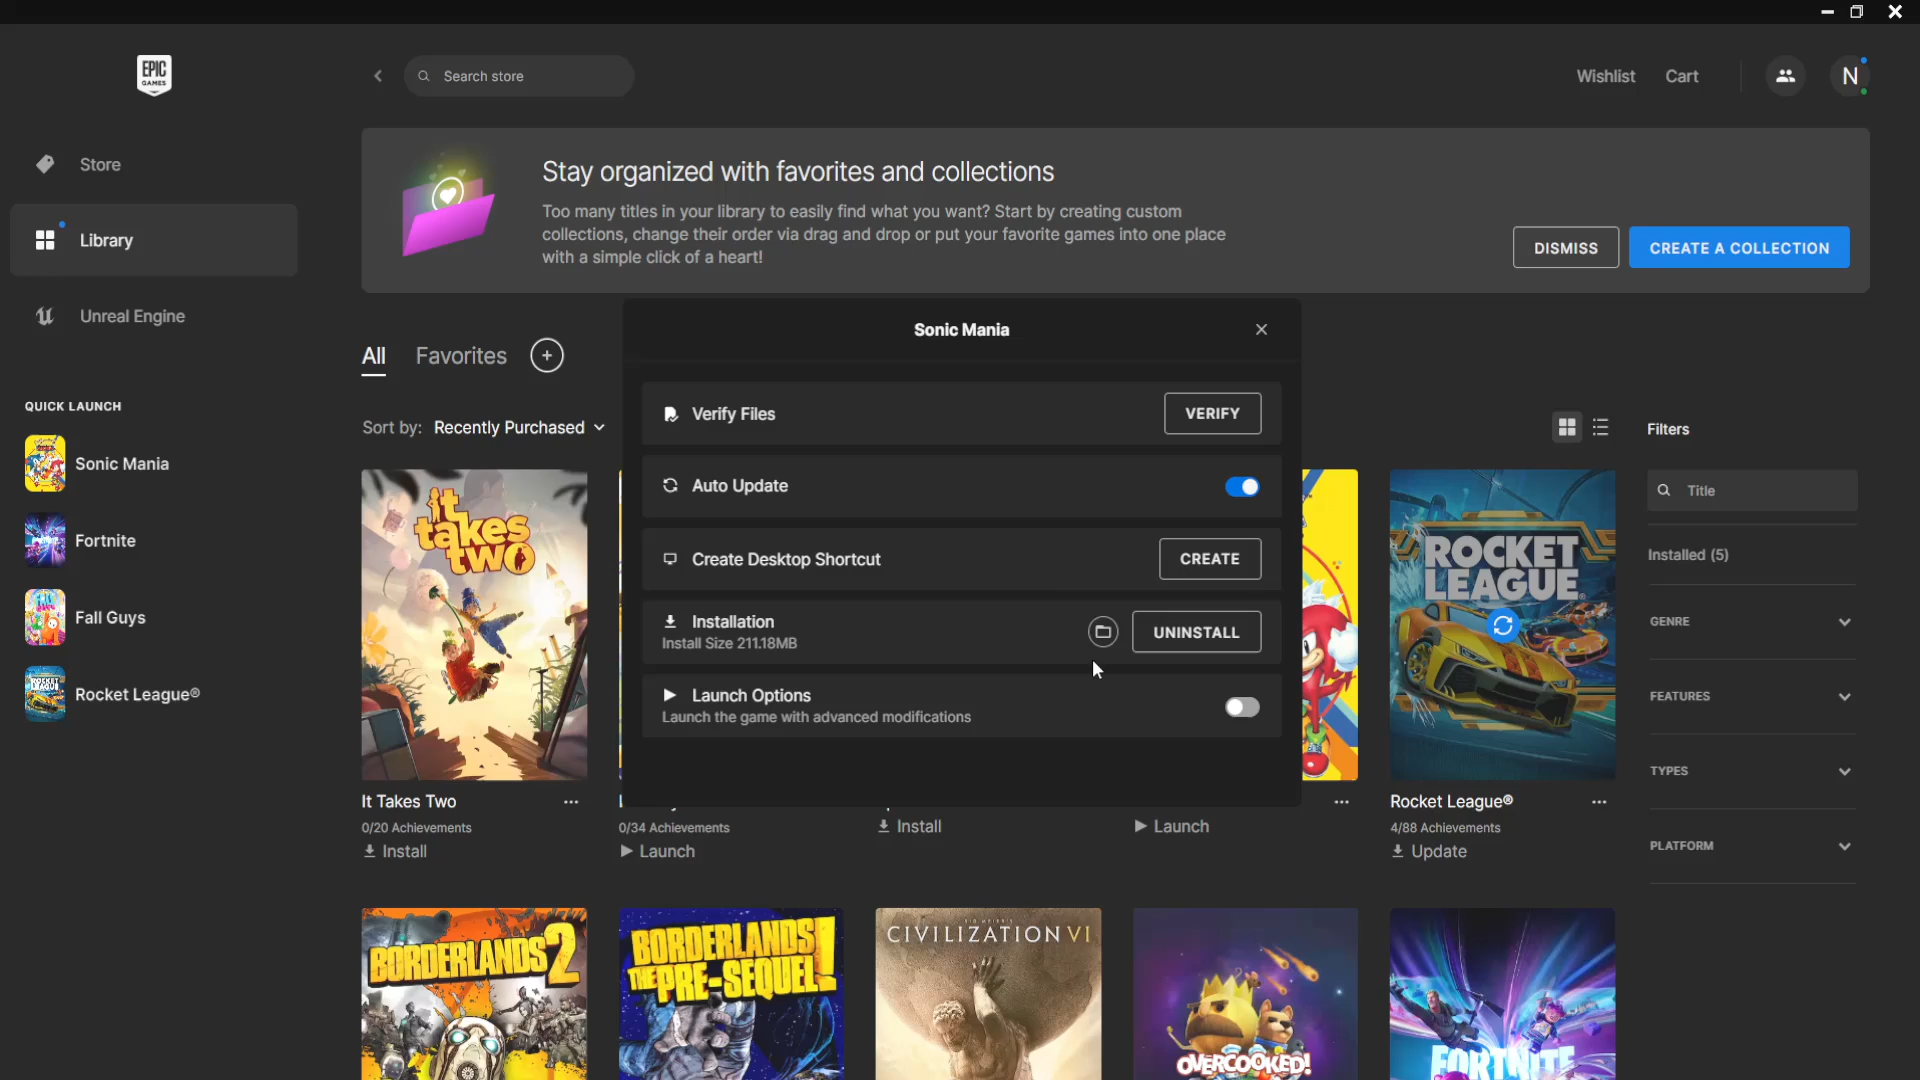 EPIC
GAMES
Search store
Wishlist
Cart
N
Store
Library
Unreal Engine
QUICK LAUNCH
Sonic Mania
Fortnite
Fall Guys
Rocket League®
Stay organized with favorites and collections
Too many titles in your library to easily find what you want? Start by creating custom
collections, change their order via drag and drop or put your favorite games into one place
with a simple click of a heart!
DISMISS
CREATE A COLLECTION
All
Favorites
Sort by: Recently Purchased
Sonic Mania
Verify Files
VERIFY
Auto Update
Create Desktop Shortcut
CREATE
Installation
Install Size 211.18MB
UNINSTALL
Launch Options
Launch the game with advanced modifications
Filters
Title
Installed (5)
GENRE
FEATURES
TYPES
PLATFORM
it
takes
two
ROCKET
LEAGUE
It Takes Two
0/20 Achievements
Install
0/34 Achievements
Launch
Install
Launch
Rocket League®
4/88 Achievements
Update
BORDERLANDS 2
BORDERLANDS
THE PRE-SEQUEL!
SID MEIER'S
CIVILIZATION VI
OVERCOOKED!
FORTNITE